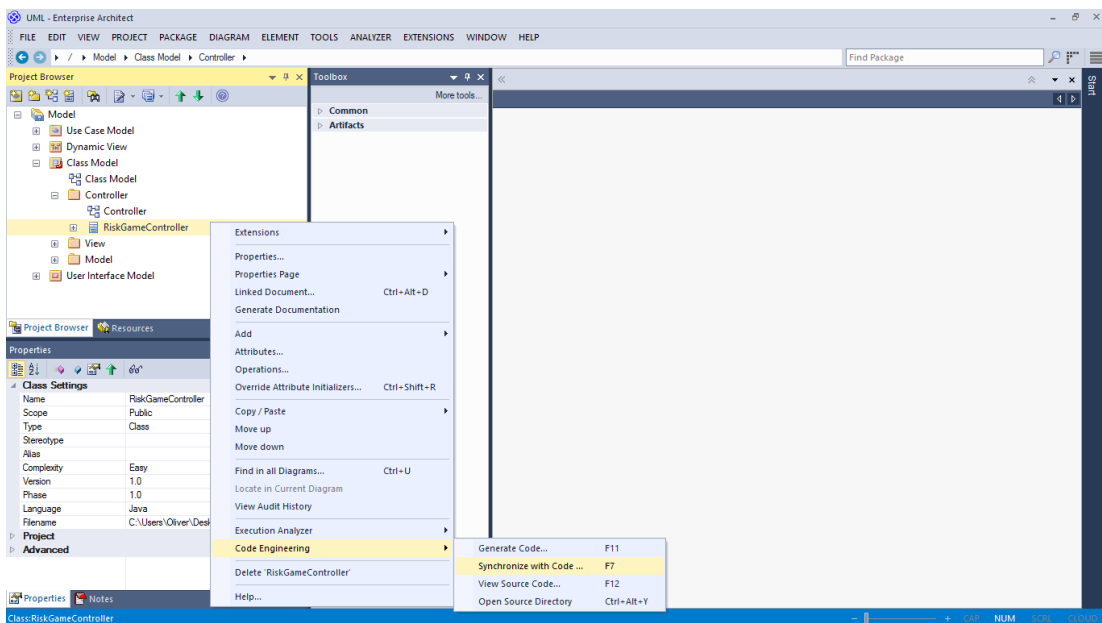 UML - Enterprise Architect
FILE EDIT VIEW PROJECT PACKAGE DIAGRAM ELEMENT TOOLS ANALYZER EXTENSIONS WINDOW HELP
/ Model Class Model Controller
Find Package
Project Browser
Toolbox
More tools...
Common
Artifacts
Start
Model
Use Case Model
Dynamic View
Class Model
Class Model
Controller
Controller
RiskGameController
View
Model
User Interface Model
Extensions
Properties...
Properties Page
Linked Document... Ctrl+Alt+D
Generate Documentation
Add
Attributes...
Operations...
Override Attribute Initializers... Ctrl+Shift+R
Copy / Paste
Move up
Move down
Find in all Diagrams... Ctrl+U
Locate in Current Diagram
View Audit History
Execution Analyzer
Code Engineering
Delete 'RiskGameController'
Help...
Generate Code... F11
Synchronize with Code ... F7
View Source Code... F12
Open Source Directory Ctrl+Alt+Y
Project Browser Resources
Properties
Class Settings
Name RiskGameController
Scope Public
Type Class
Stereotype
Alias
Complexity Easy
Version 1.0
Phase 1.0
Language Java
Filename C:\Users\Oliver\Desk
Project
Advanced
Properties Notes
Class:RiskGameController
CAP NUM SCRL CLOUD